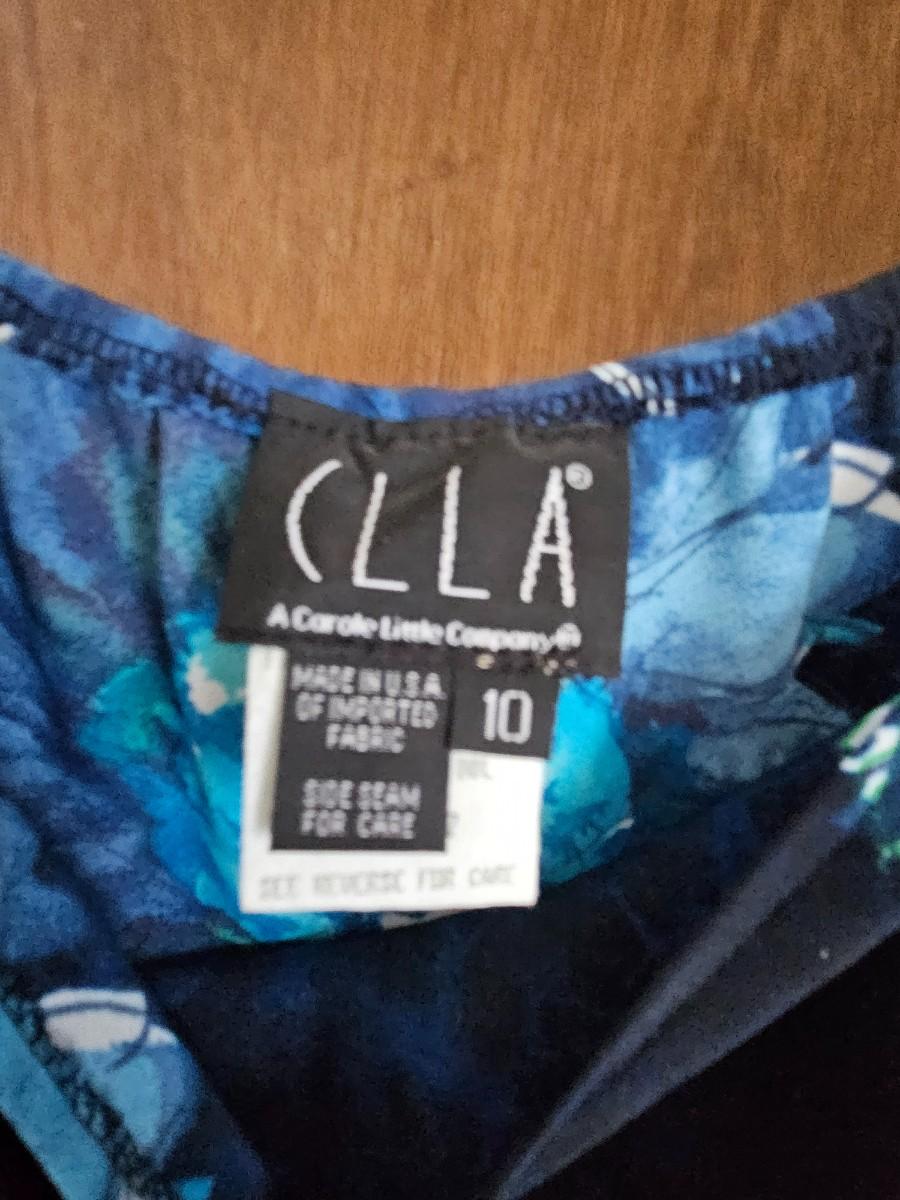 CLLA®
A Carole Little Company®
MADE IN U.S.A.
OF IMPORTED
FABRIC
SIDE SEAM
FOR CARE
10
SEE REVERSE FOR CARE